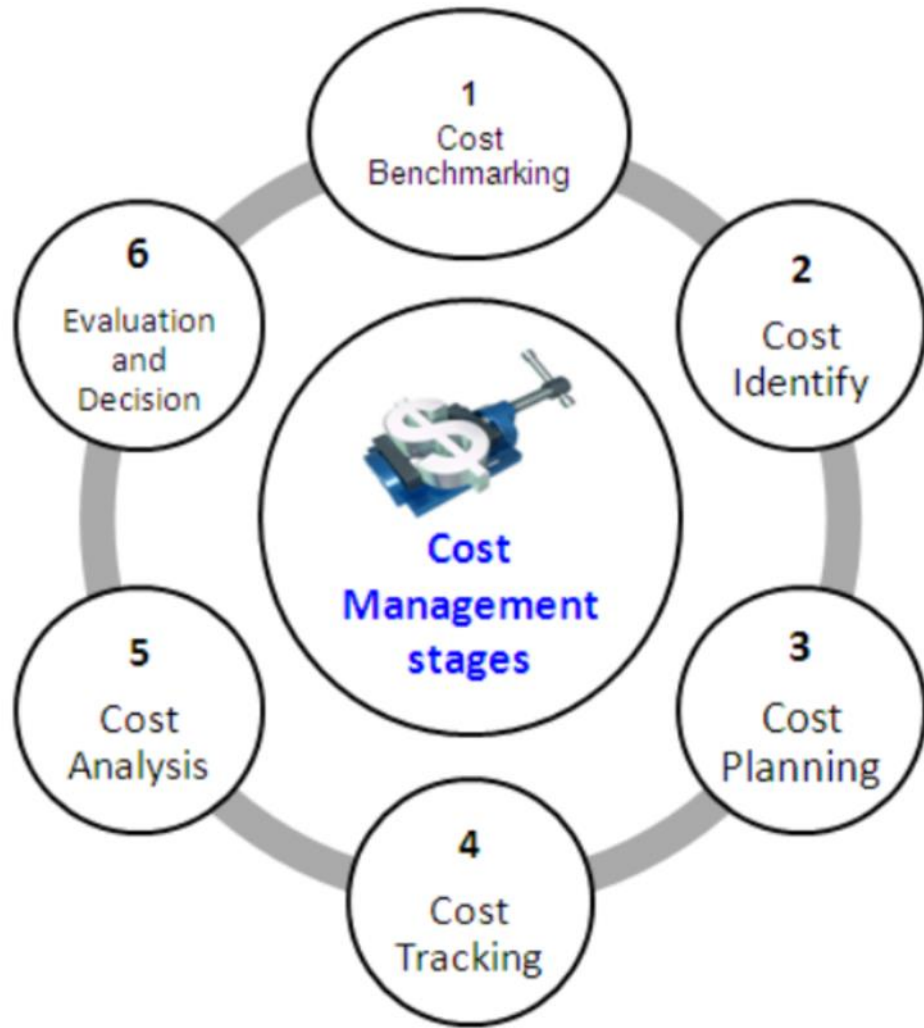 1
Cost
Benchmarking
2
Cost
Identify
3
Cost
Planning
4
Cost
Tracking
5
Cost
Analysis
6
Evaluation
and
Decision
Cost
Management
stages